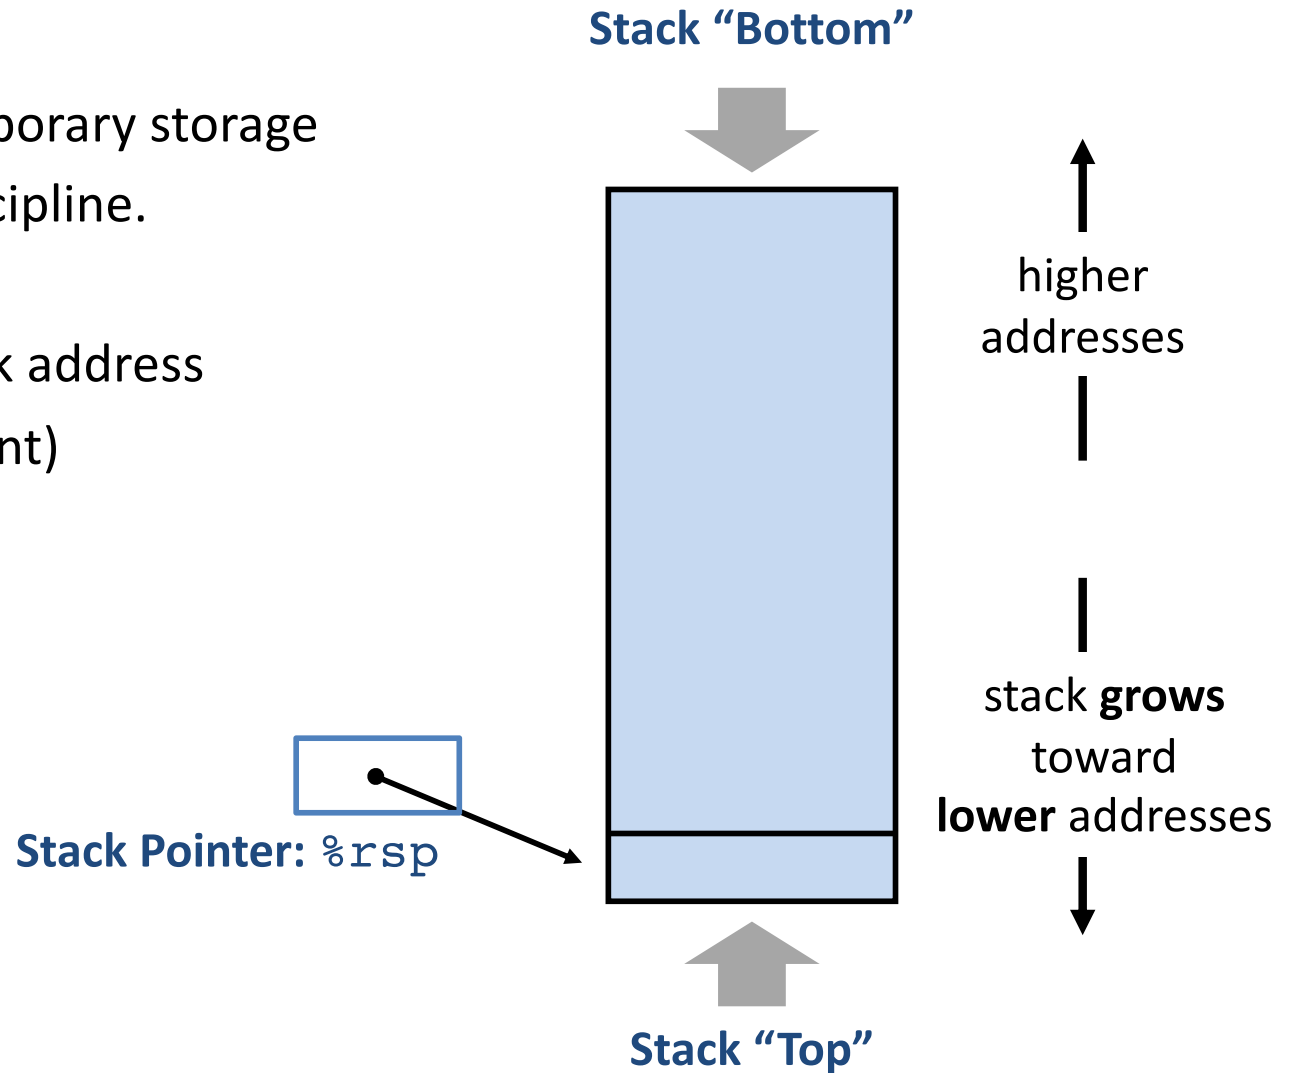 Stack “Bottom”
porary storage
cipline.
k address
nt)
higher
addresses
stack grows
toward
lower addresses
Stack Pointer: %rsp
Stack “Top”